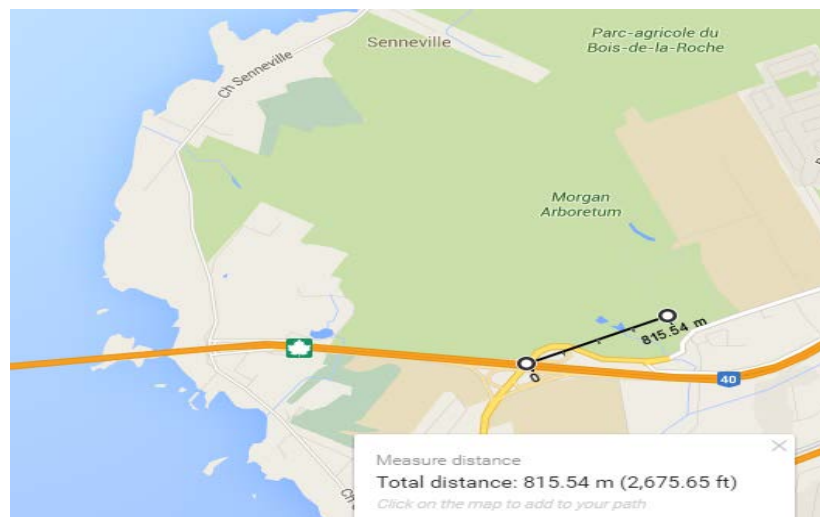 Senneville
Parc-agricole du
Bois-de-la-Roche
Ch Senneville
Morgan
Arboretum
815.54 m
0
40
Measure distance
Total distance: 815.54 m (2,675.65 ft)
Click on the map to add to your path